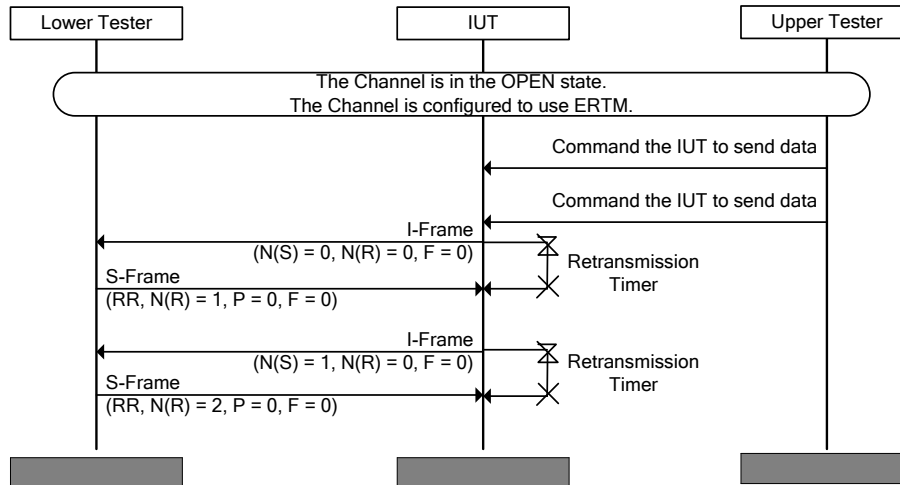 Lower Tester
IUT
Upper Tester
The Channel is in the OPEN state.
The Channel is configured to use ERTM.
Command the IUT to send data
Command the IUT to send data
I-Frame
(N(S) = 0, N(R) = 0, F = 0)
Retransmission
Timer
S-Frame
(RR, N(R) = 1, P = 0, F = 0)
I-Frame
(N(S) = 1, N(R) = 0, F = 0)
Retransmission
Timer
S-Frame
(RR, N(R) = 2, P = 0, F = 0)